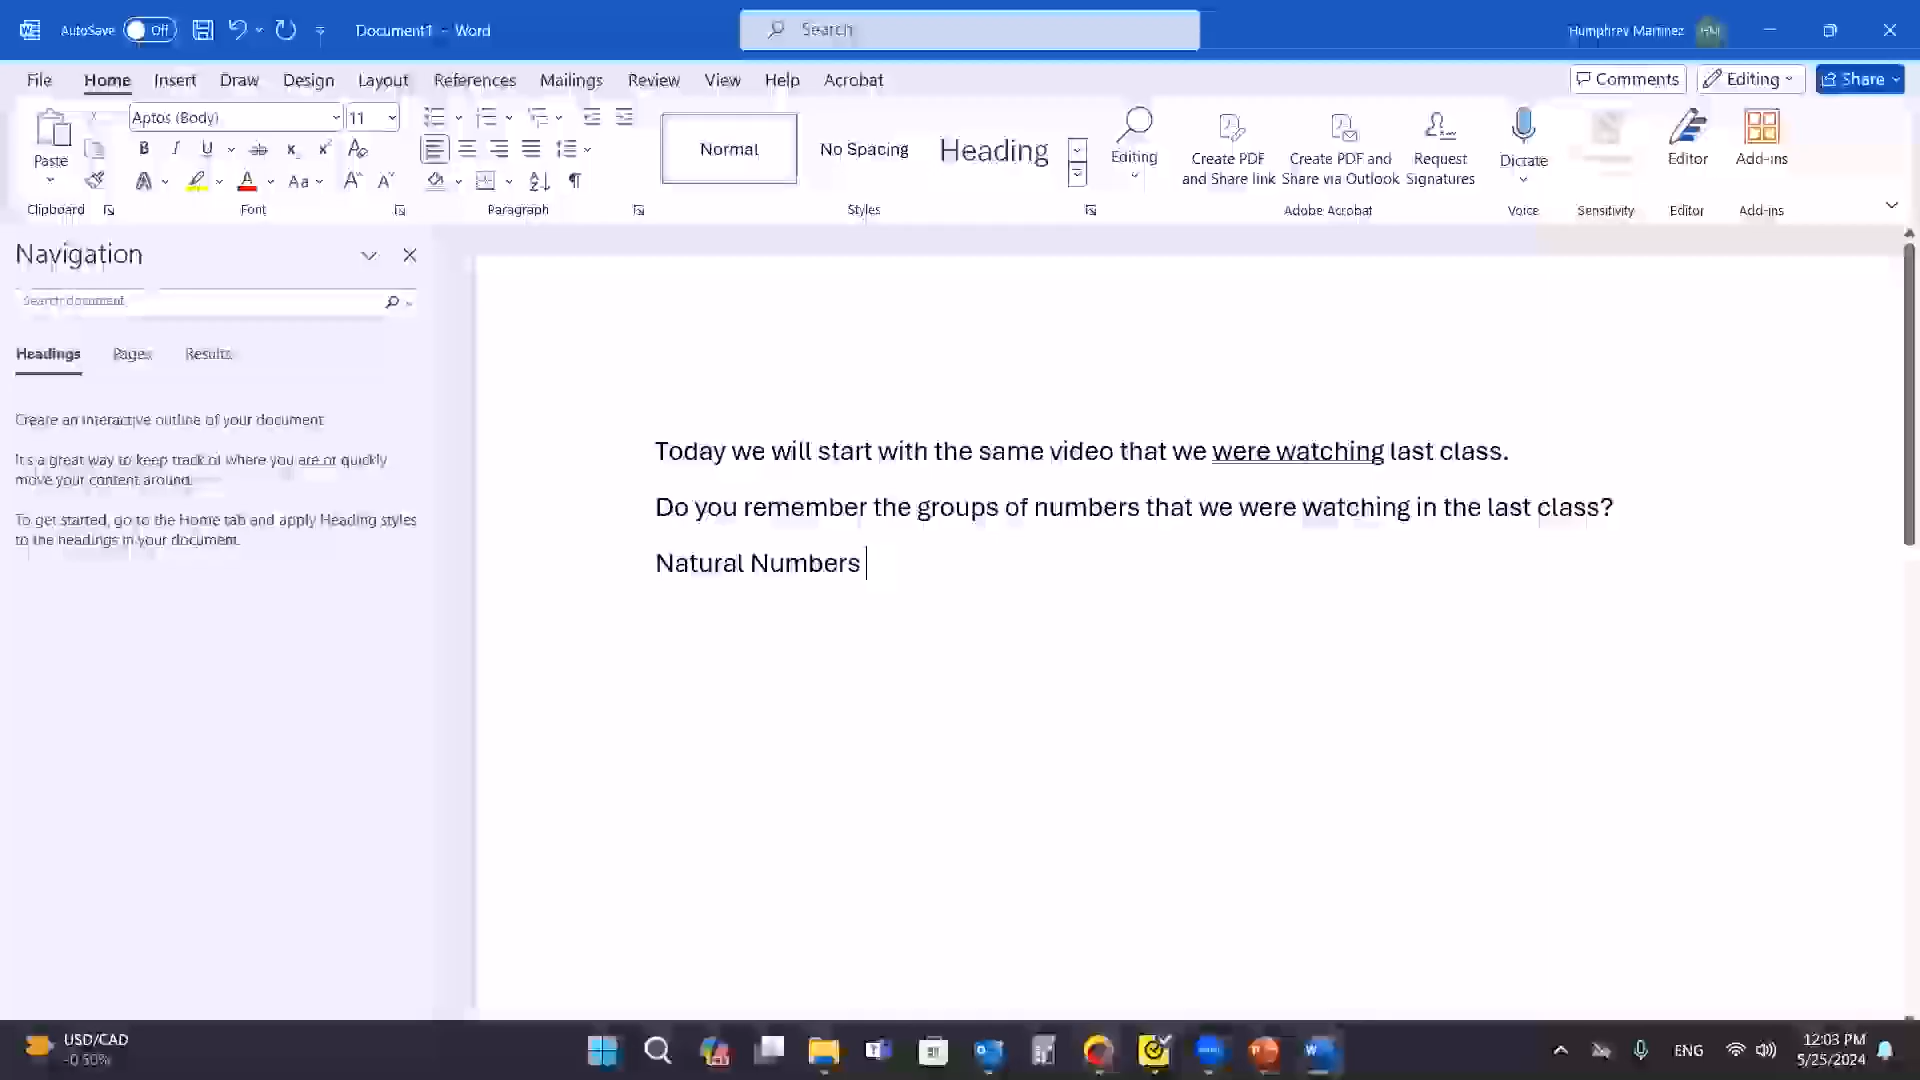 AutoSave Off Document1 - Word Search Humphrey Martinez
File Home Insert Draw Design Layout References Mailings Review View Help Acrobat Comments Editing Share
Paste Aptos (Body) 11 Normal No Spacing Heading Editing Create PDF and Share link Create PDF and Share via Outlook Request Signatures Dictate Editor Add-ins
Clipboard Font Paragraph Styles Adobe Acrobat Voice Sensitivity Editor Add-ins
Navigation
Search document
Headings Pages Results
Create an interactive outline of your document.
It's a great way to keep track of where you are or quickly
move your content around.
To get started, go to the Home tab and apply Heading styles
to the headings in your document.
Today we will start with the same video that we were watching last class.
Do you remember the groups of numbers that we were watching in the last class?
Natural Numbers
USD/CAD
-0.50%
ENG
12:03 PM
5/25/2024